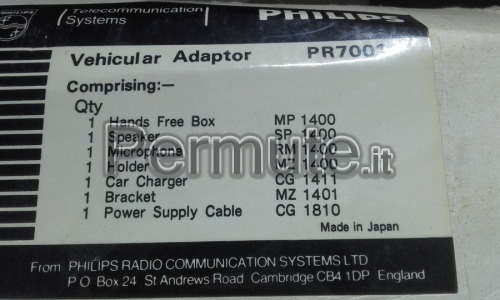 Telecommunication
Systems
PHILIPS
Vehicular Adaptor PR700
Comprising:—
Qty
1 Hands Free Box MP 1400
1 Speaker SP 1400
1 Microphone RM 1400
1 Holder MZ 1400
1 Car Charger CG 1411
1 Bracket MZ 1401
1 Power Supply Cable CG 1810
Made in Japan
From PHILIPS RADIO COMMUNICATION SYSTEMS LTD
P O Box 24 St Andrews Road Cambridge CB4 1DP England
Permute.it